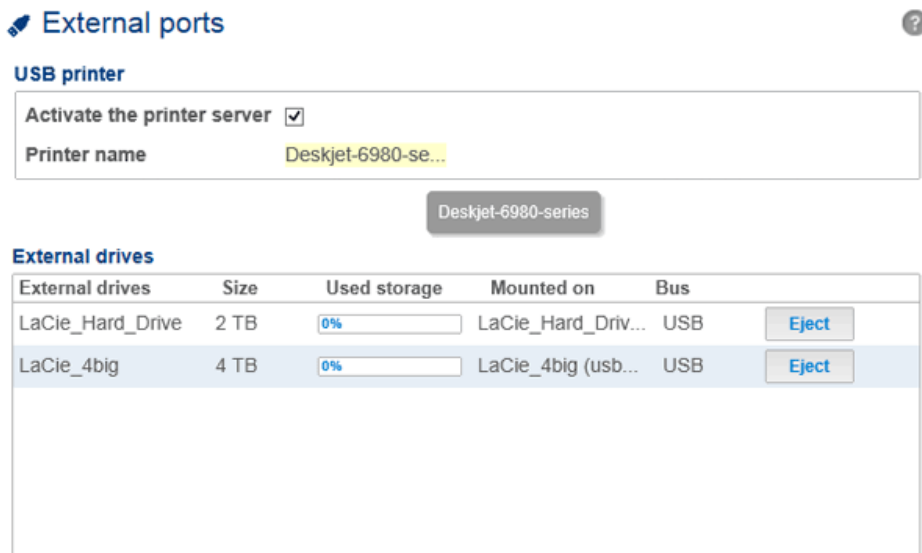 External ports
?
USB printer
Activate the printer server
Printer name Deskjet-6980-se...
Deskjet-6980-series
External drives
External drives Size Used storage Mounted on Bus
LaCie_Hard_Drive 2 TB 0% LaCie_Hard_Driv... USB Eject
LaCie_4big 4 TB 0% LaCie_4big (usb... USB Eject